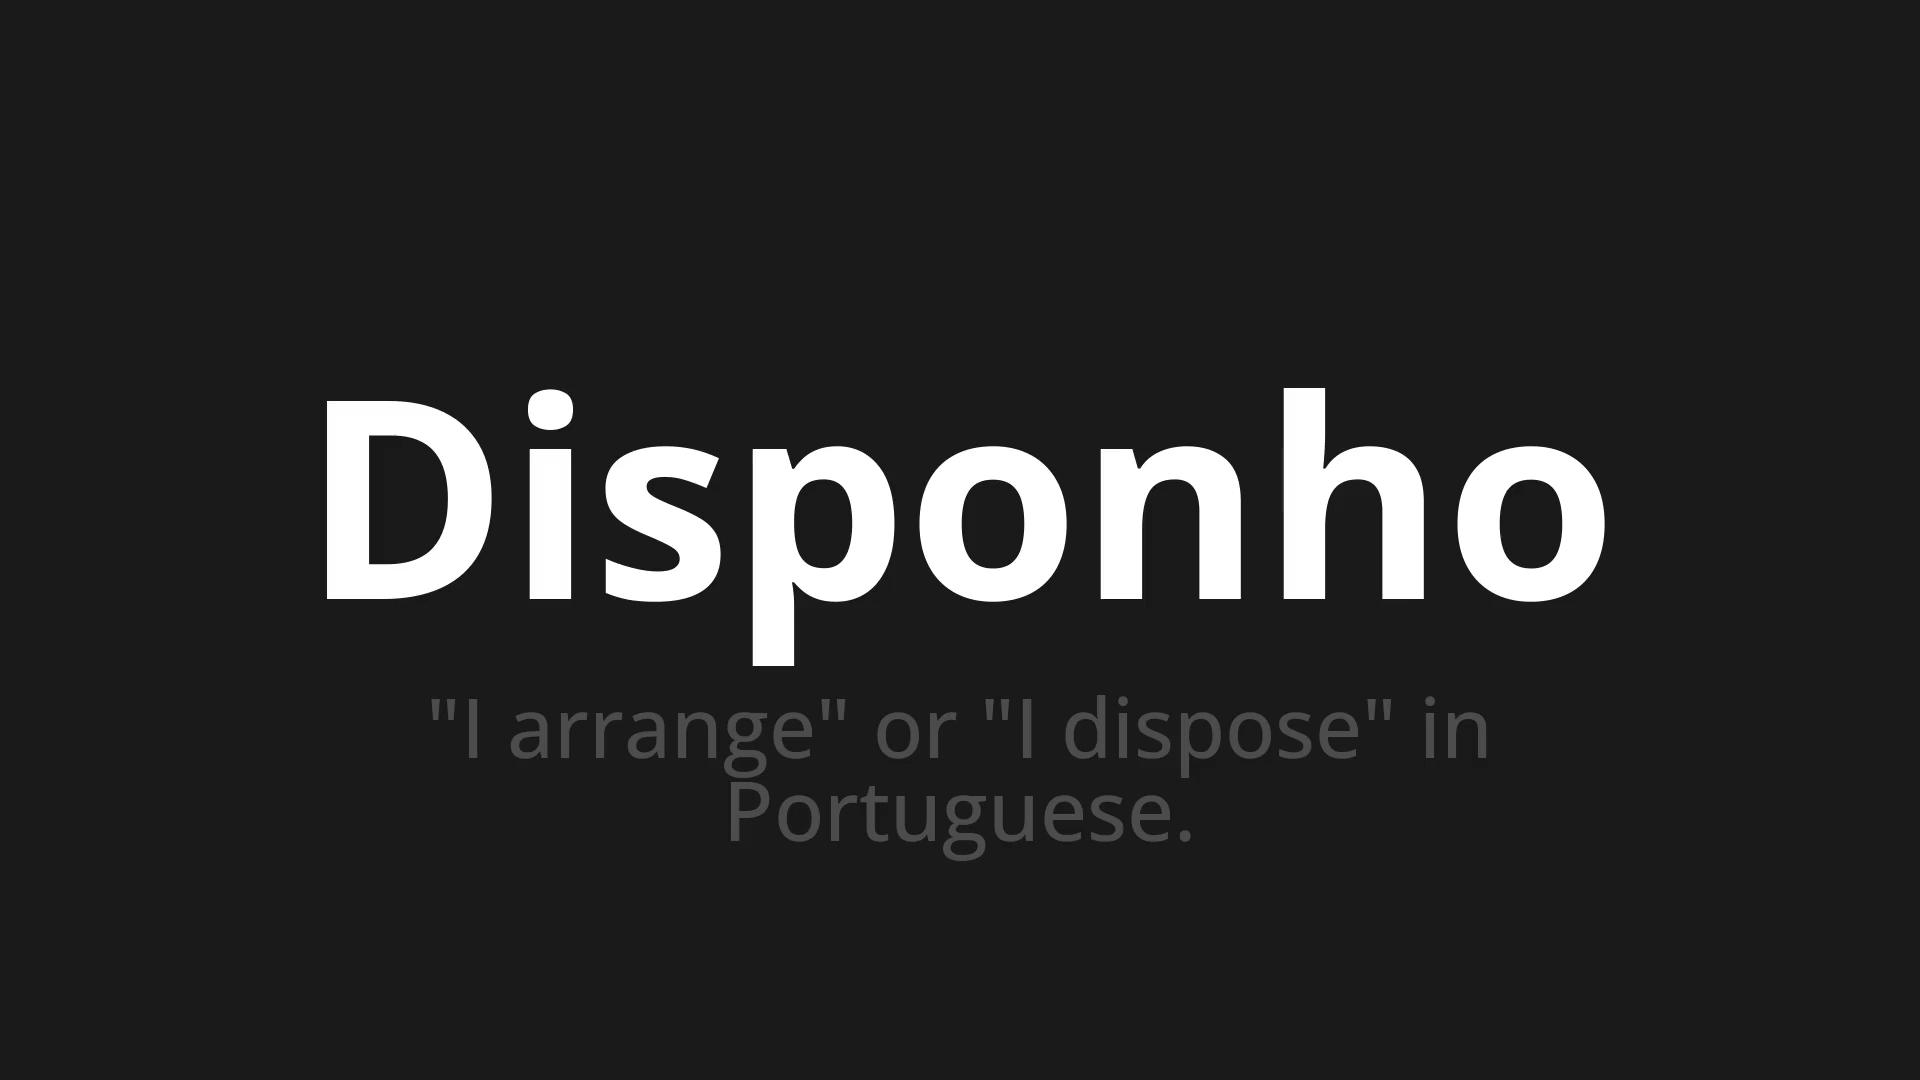 Disponho
"I arrange" or "I dispose" in
Portuguese.